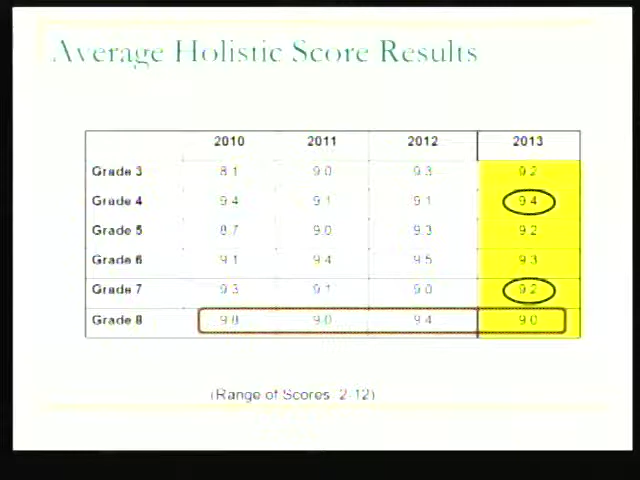 Average Holistic Score Results
2010 2011 2012 2013
Grade 3 8.1 9.0 9.3 9.2
Grade 4 9.4 9.1 9.1 9.4
Grade 5 8.7 9.0 9.3 9.2
Grade 6 9.1 9.4 9.5 9.3
Grade 7 9.3 9.1 9.0 9.2
Grade 8 9.0 9.4 9.0
(Range of Scores 2-12)